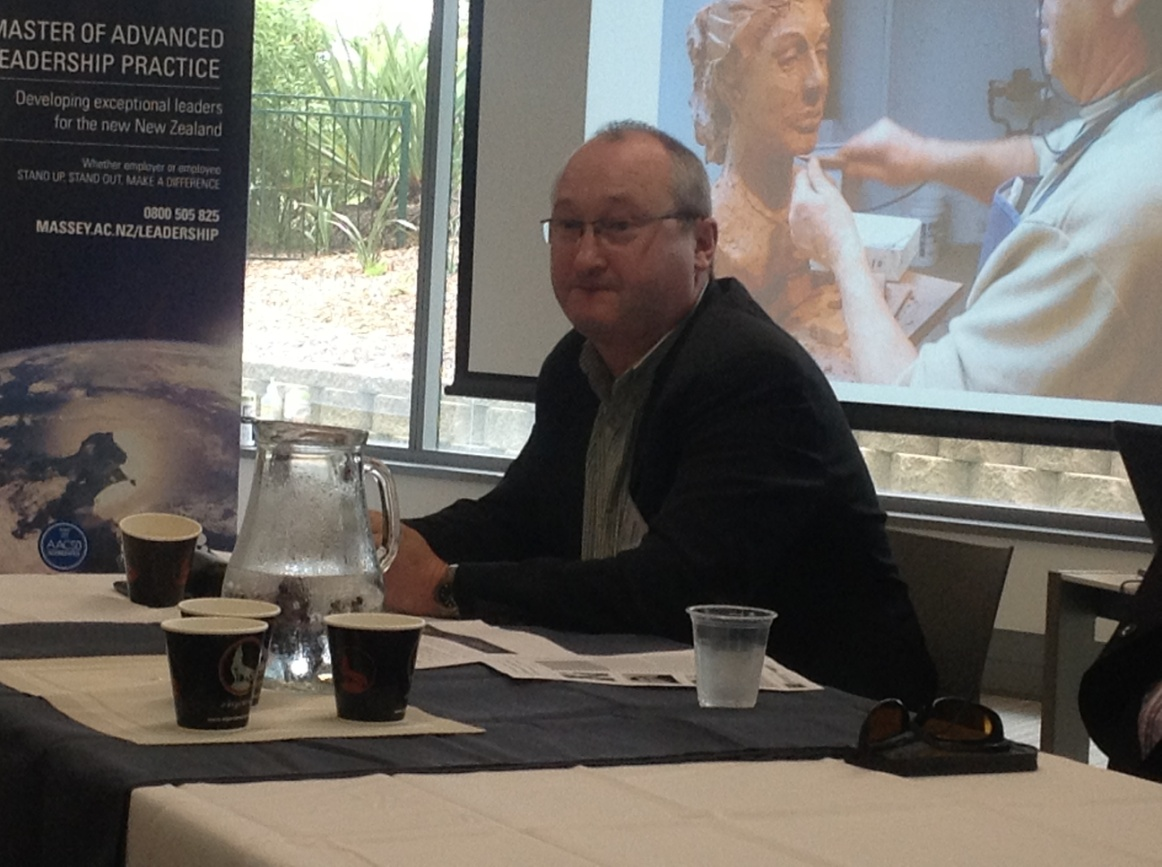 MASTER OF ADVANCED
LEADERSHIP PRACTICE
Developing exceptional leaders
for the new New Zealand
Whether employer or employee
STAND UP, STAND OUT, MAKE A DIFFERENCE
0800 505 825
MASSEY.AC.NZ/LEADERSHIP
AACSB